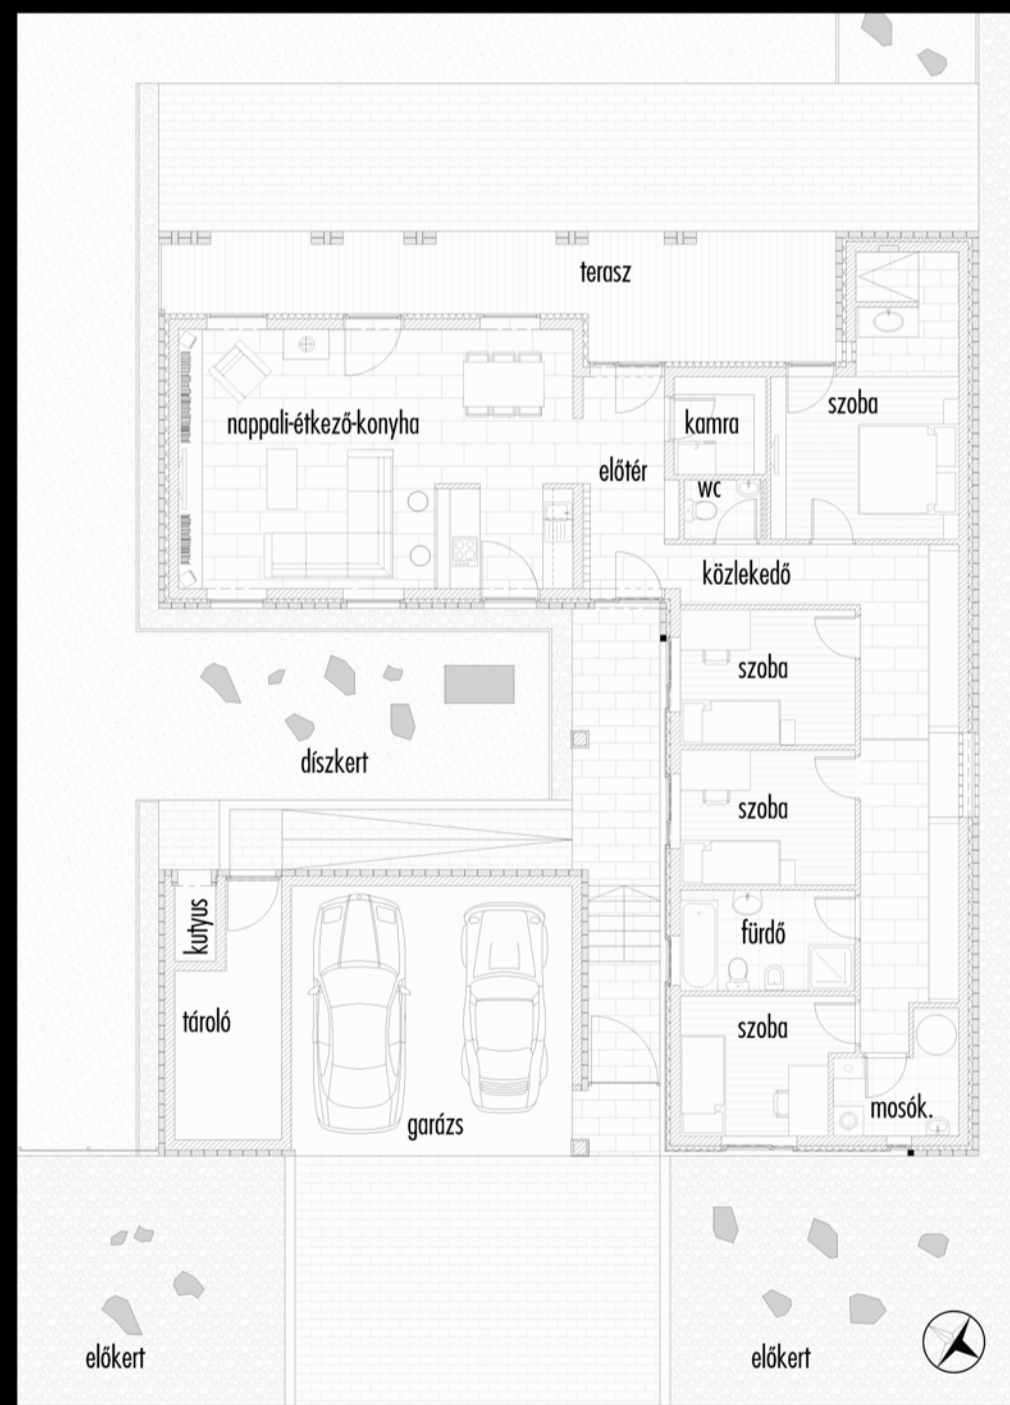 terasz
szoba
nappali-étkező-konyha
kamra
előtér
wc
közlekedő
szoba
díszkert
szoba
kutyus
fürdő
tároló
szoba
mosók.
garázs
előkert
előkert